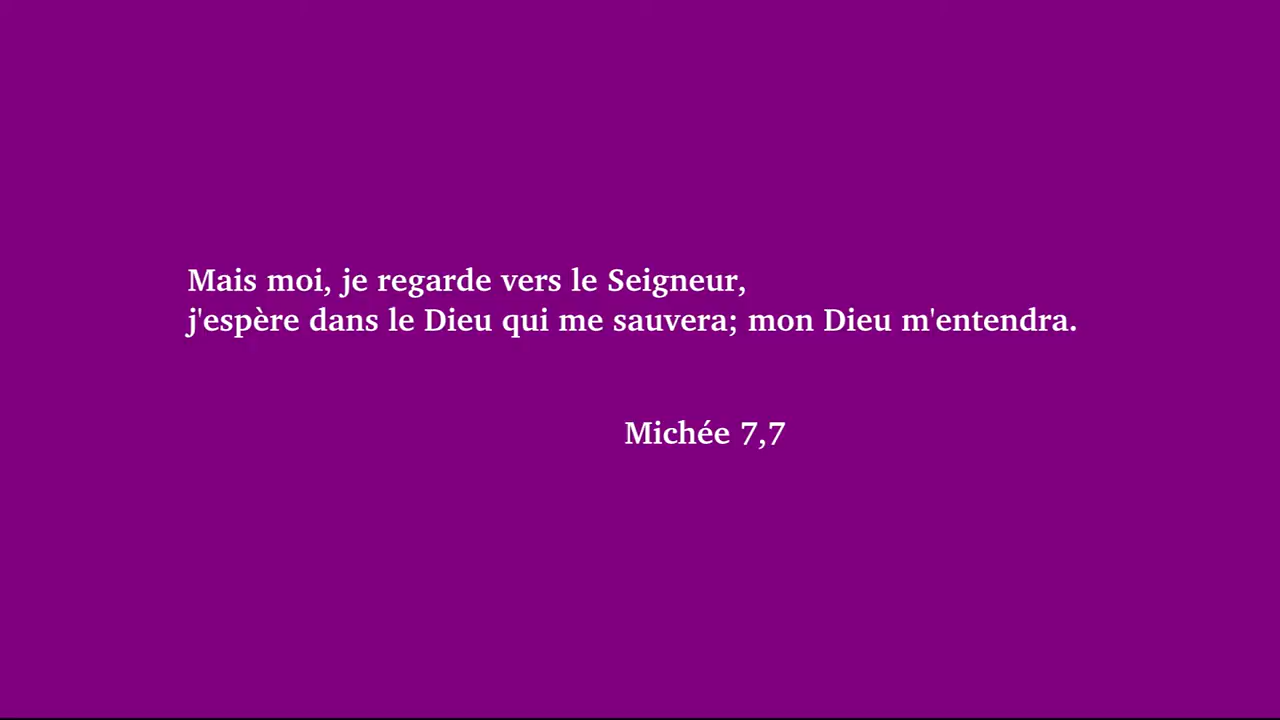 Mais moi, je regarde vers le Seigneur,
j'espère dans le Dieu qui me sauvera; mon Dieu m'entendra.
Michée 7,7